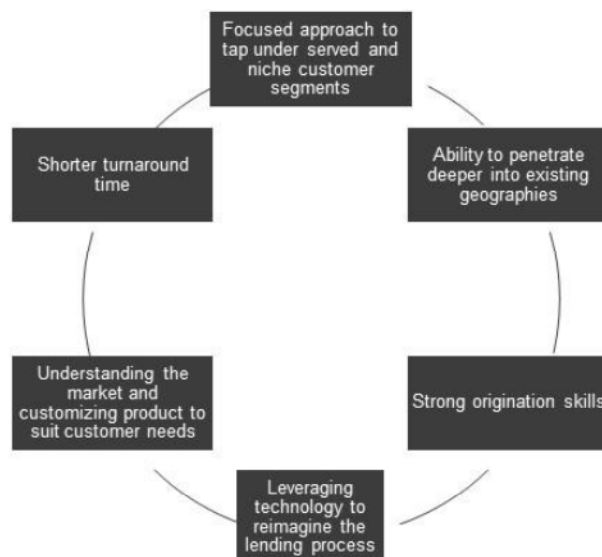 Focused approach to
tap under served and
niche customer
segments
Ability to penetrate
deeper into existing
geographies
Strong origination skills
Leveraging
technology to
reimagine the
lending process
Understanding the
market and
customizing product to
suit customer needs
Shorter turnaround
time